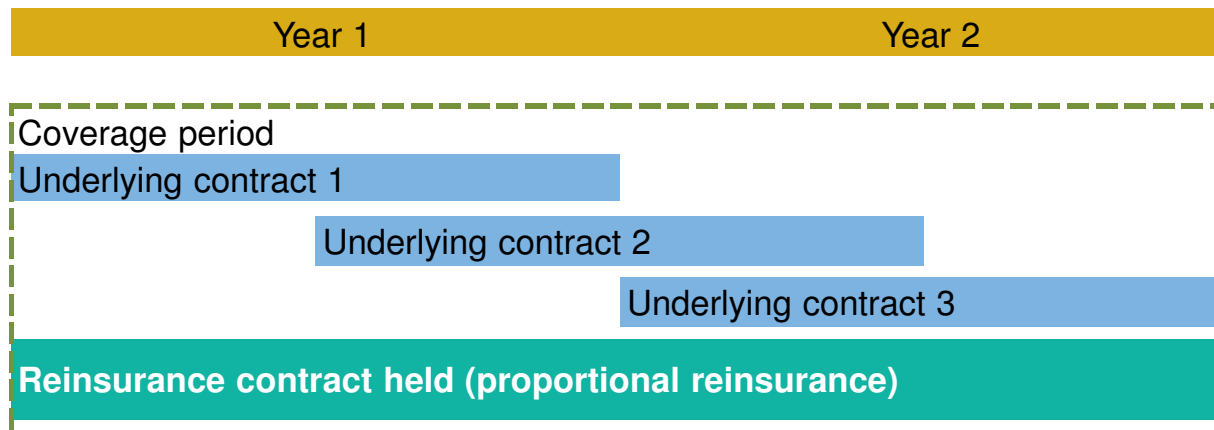 Year 1 Year 2
Coverage period
Underlying contract 1
Underlying contract 2
Underlying contract 3
Reinsurance contract held (proportional reinsurance)